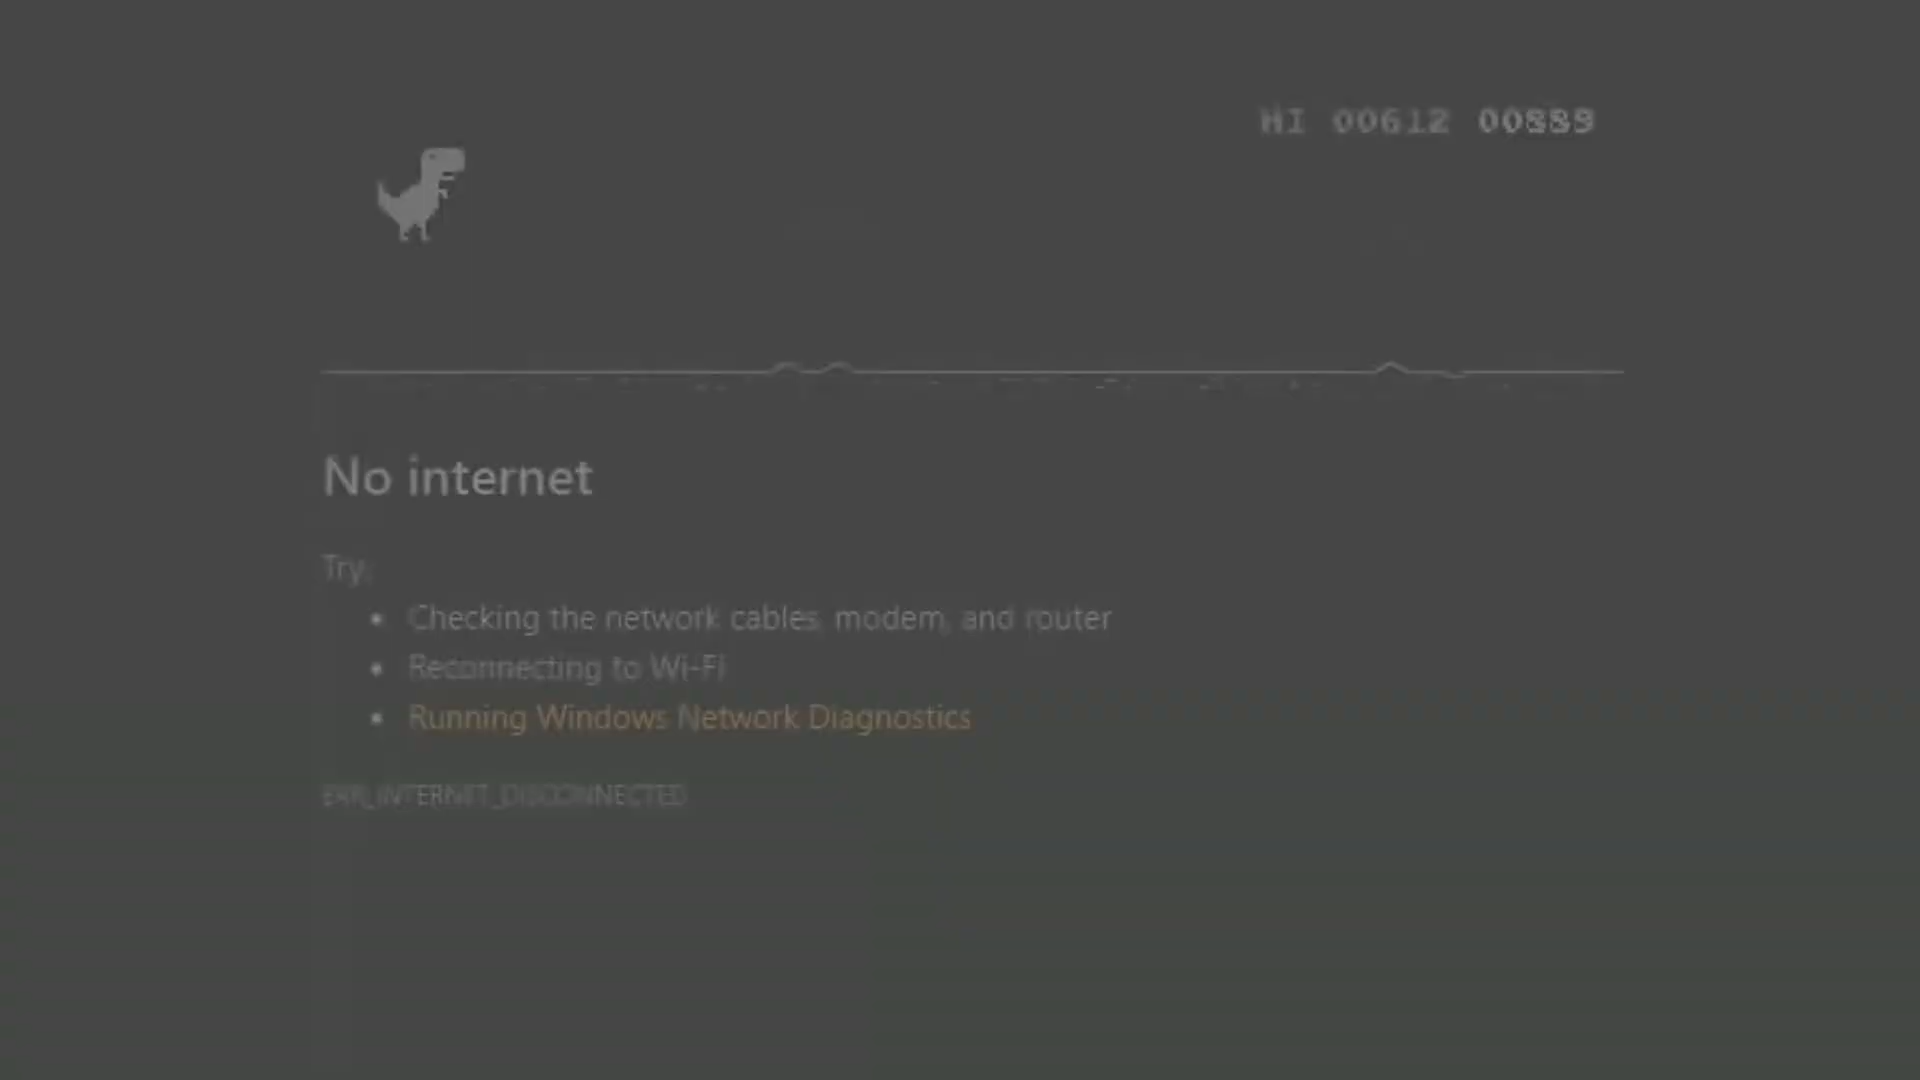 HI 00612 00889
No internet
Try:
• Checking the network cables, modem, and router
• Reconnecting to Wi-Fi
• Running Windows Network Diagnostics
ERR_INTERNET_DISCONNECTED